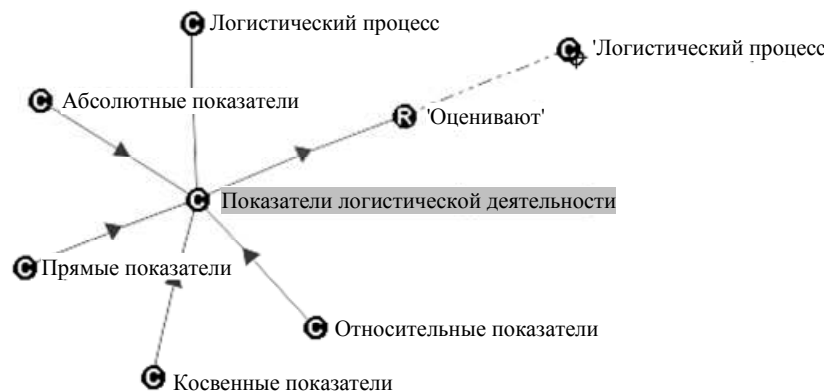 Логистический процесс
'Логистический процесс
Абсолютные показатели
'Оценивают'
Показатели логистической деятельности
Прямые показатели
Относительные показатели
Косвенные показатели
C
C
C
R
C
C
C
C